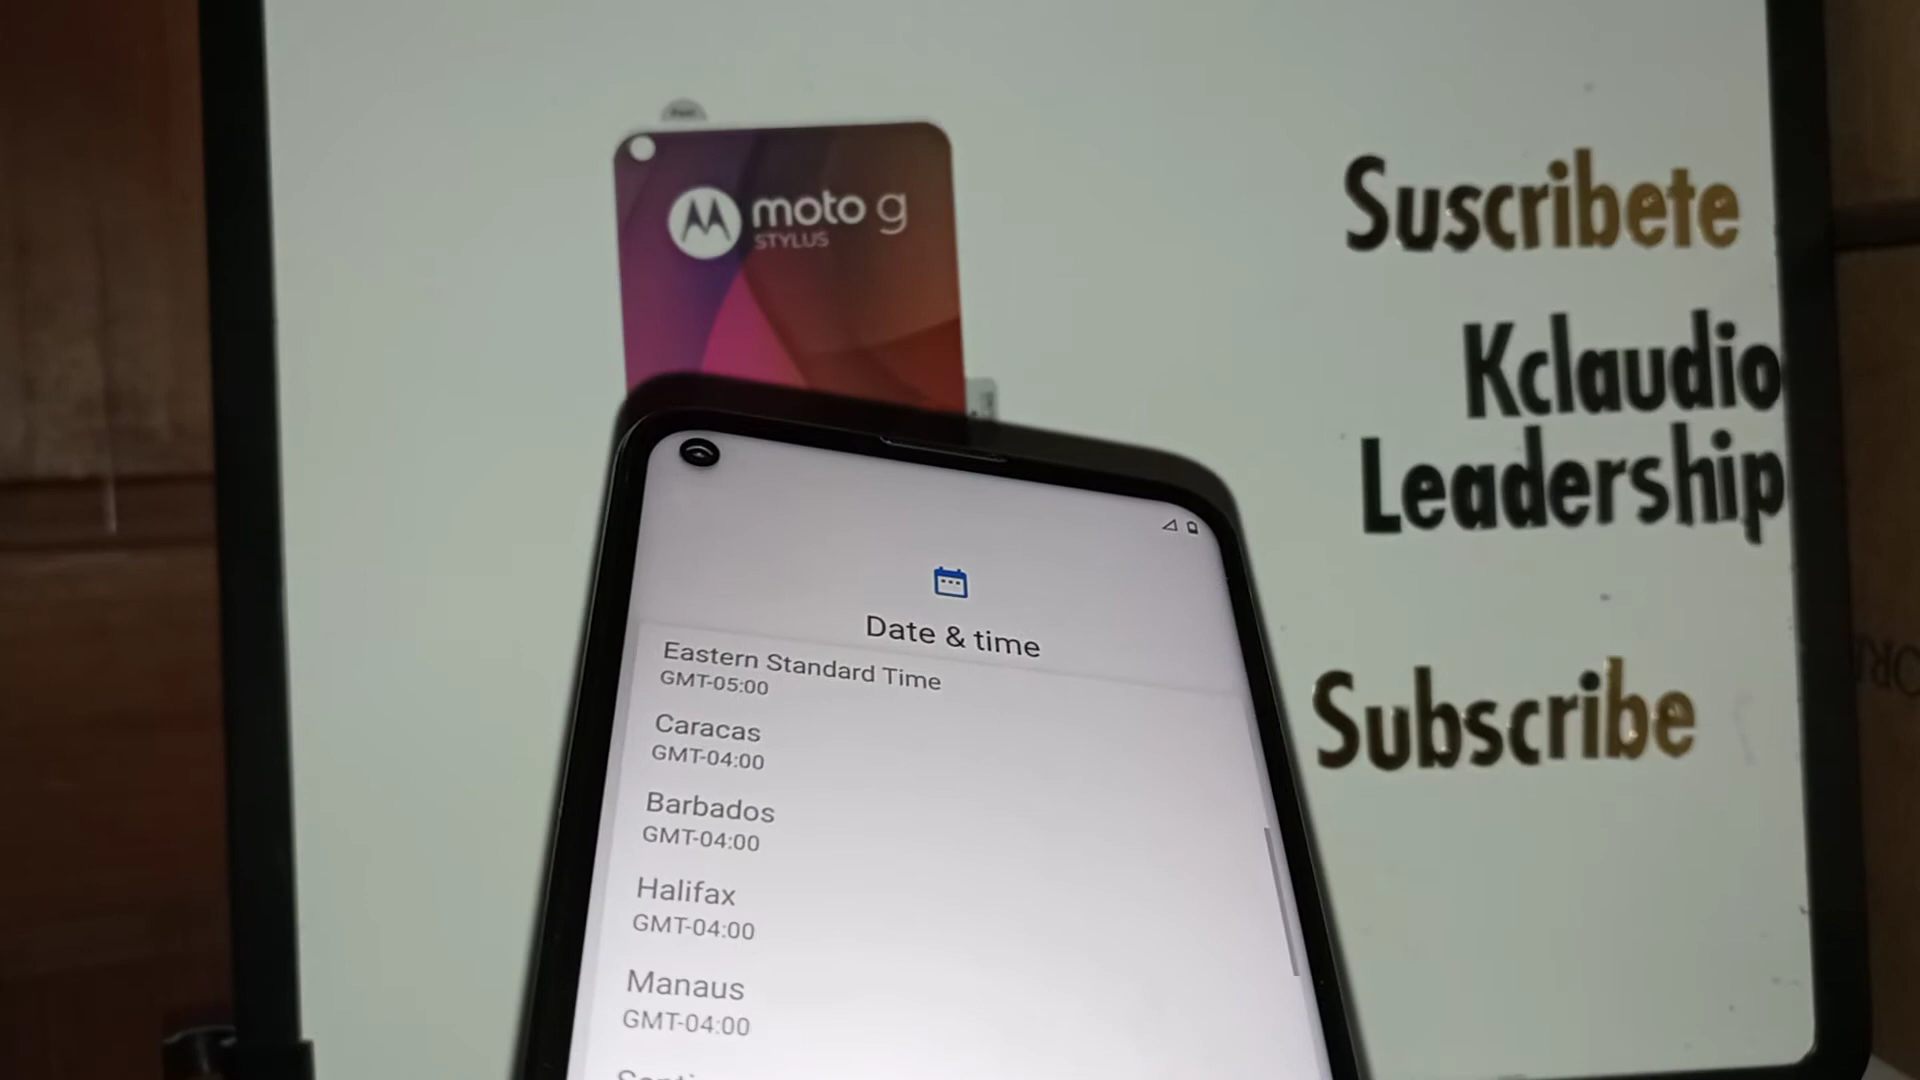 moto g
STYLUS
Suscribete
Kclaudio
Leadership
Subscribe
Date & time
Eastern Standard Time
GMT-05:00
Caracas
GMT-04:00
Barbados
GMT-04:00
Halifax
GMT-04:00
Manaus
GMT-04:00